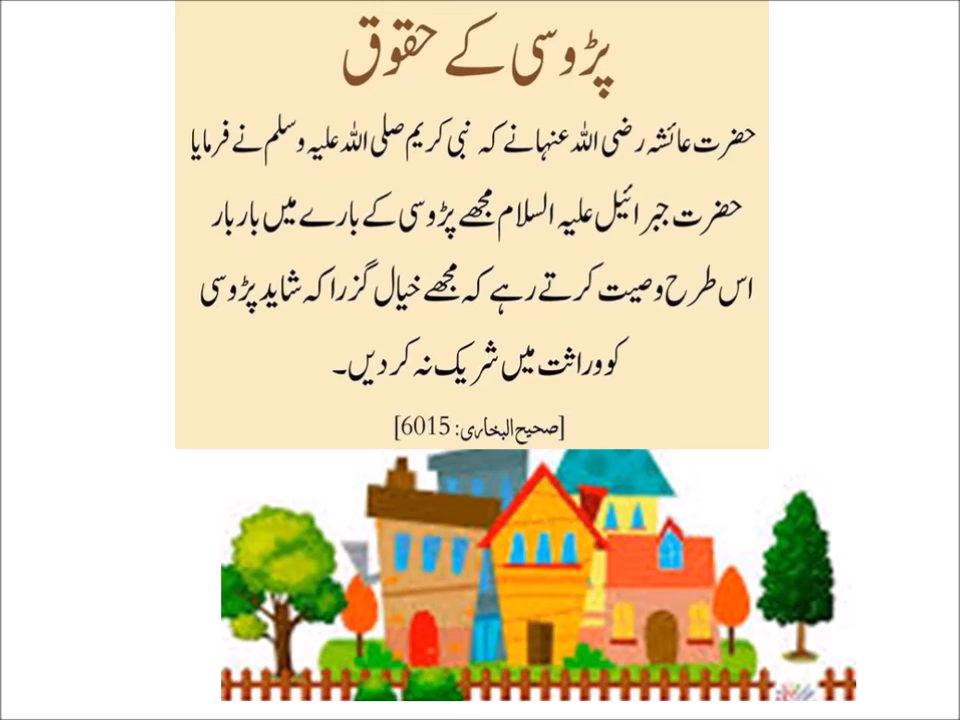 پڑوسی کے حقوق
حضرت عائشہ رضی اللہ عنہا نے کہ نبی کریم صلی اللہ علیہ وسلم نے فرمایا
حضرت جبرائیل علیہ السلام مجھے پڑوسی کے بارے میں بار بار
اس طرح وصیت کرتے رہے کہ مجھے خیال گزرا کہ شاید پڑوسی
کو وراثت میں شریک نہ کر دیں۔
[صحیح البخاری: 6015]